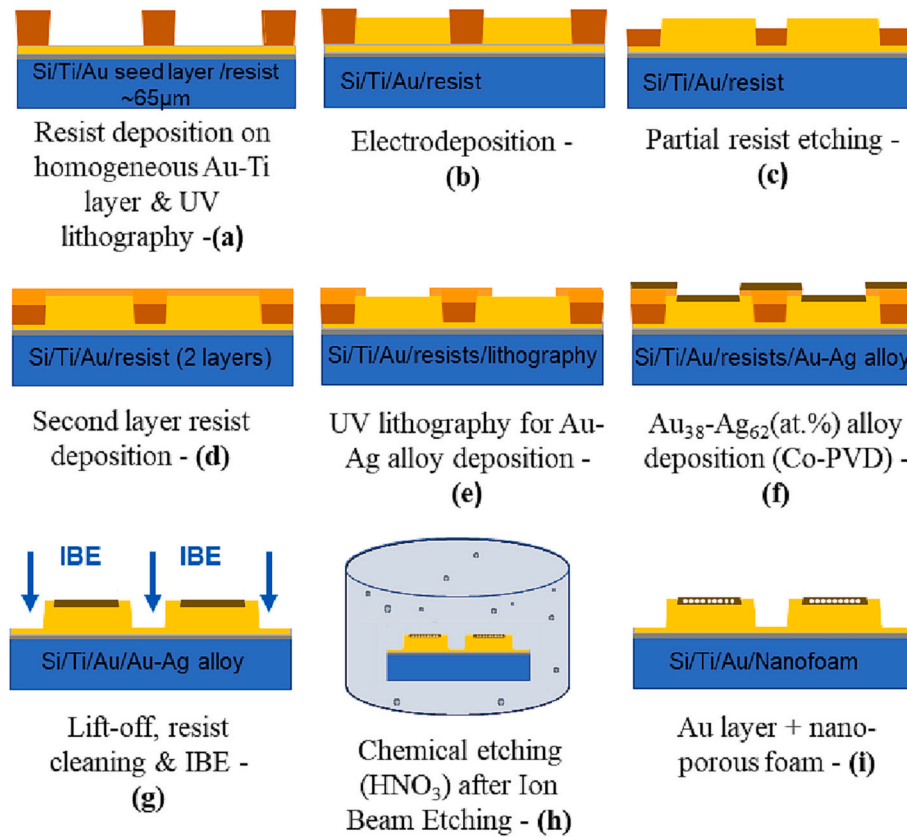 Si/Ti/Au seed layer /resist
~65µm
Resist deposition on
homogeneous Au-Ti
layer & UV
lithography -(a)
Si/Ti/Au/resist
Electrodeposition -
(b)
Si/Ti/Au/resist
Partial resist etching -
(c)
Si/Ti/Au/resist (2 layers)
Second layer resist
deposition - (d)
Si/Ti/Au/resists/lithography
UV lithography for Au-
Ag alloy deposition -
(e)
Si/Ti/Au/resists/Au-Ag alloy
Au₃₈-Ag₆₂(at.%) alloy
deposition (Co-PVD) -
(f)
IBE IBE
Si/Ti/Au/Au-Ag alloy
Lift-off, resist
cleaning & IBE -
(g)
Chemical etching
(HNO₃) after Ion
Beam Etching - (h)
Si/Ti/Au/Nanofoam
Au layer + nano-
porous foam - (i)